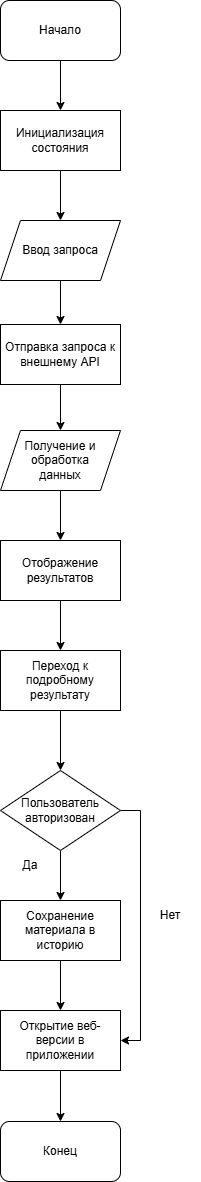 Начало
Инициализация
состояния
Ввод запроса
Отправка запроса к
внешнему API
Получение и
обработка
данных
Отображение
результатов
Переход к
подробному
результату
Пользователь
авторизован
Да
Нет
Сохранение
материала в
историю
Открытие веб-
версии в
приложении
Конец